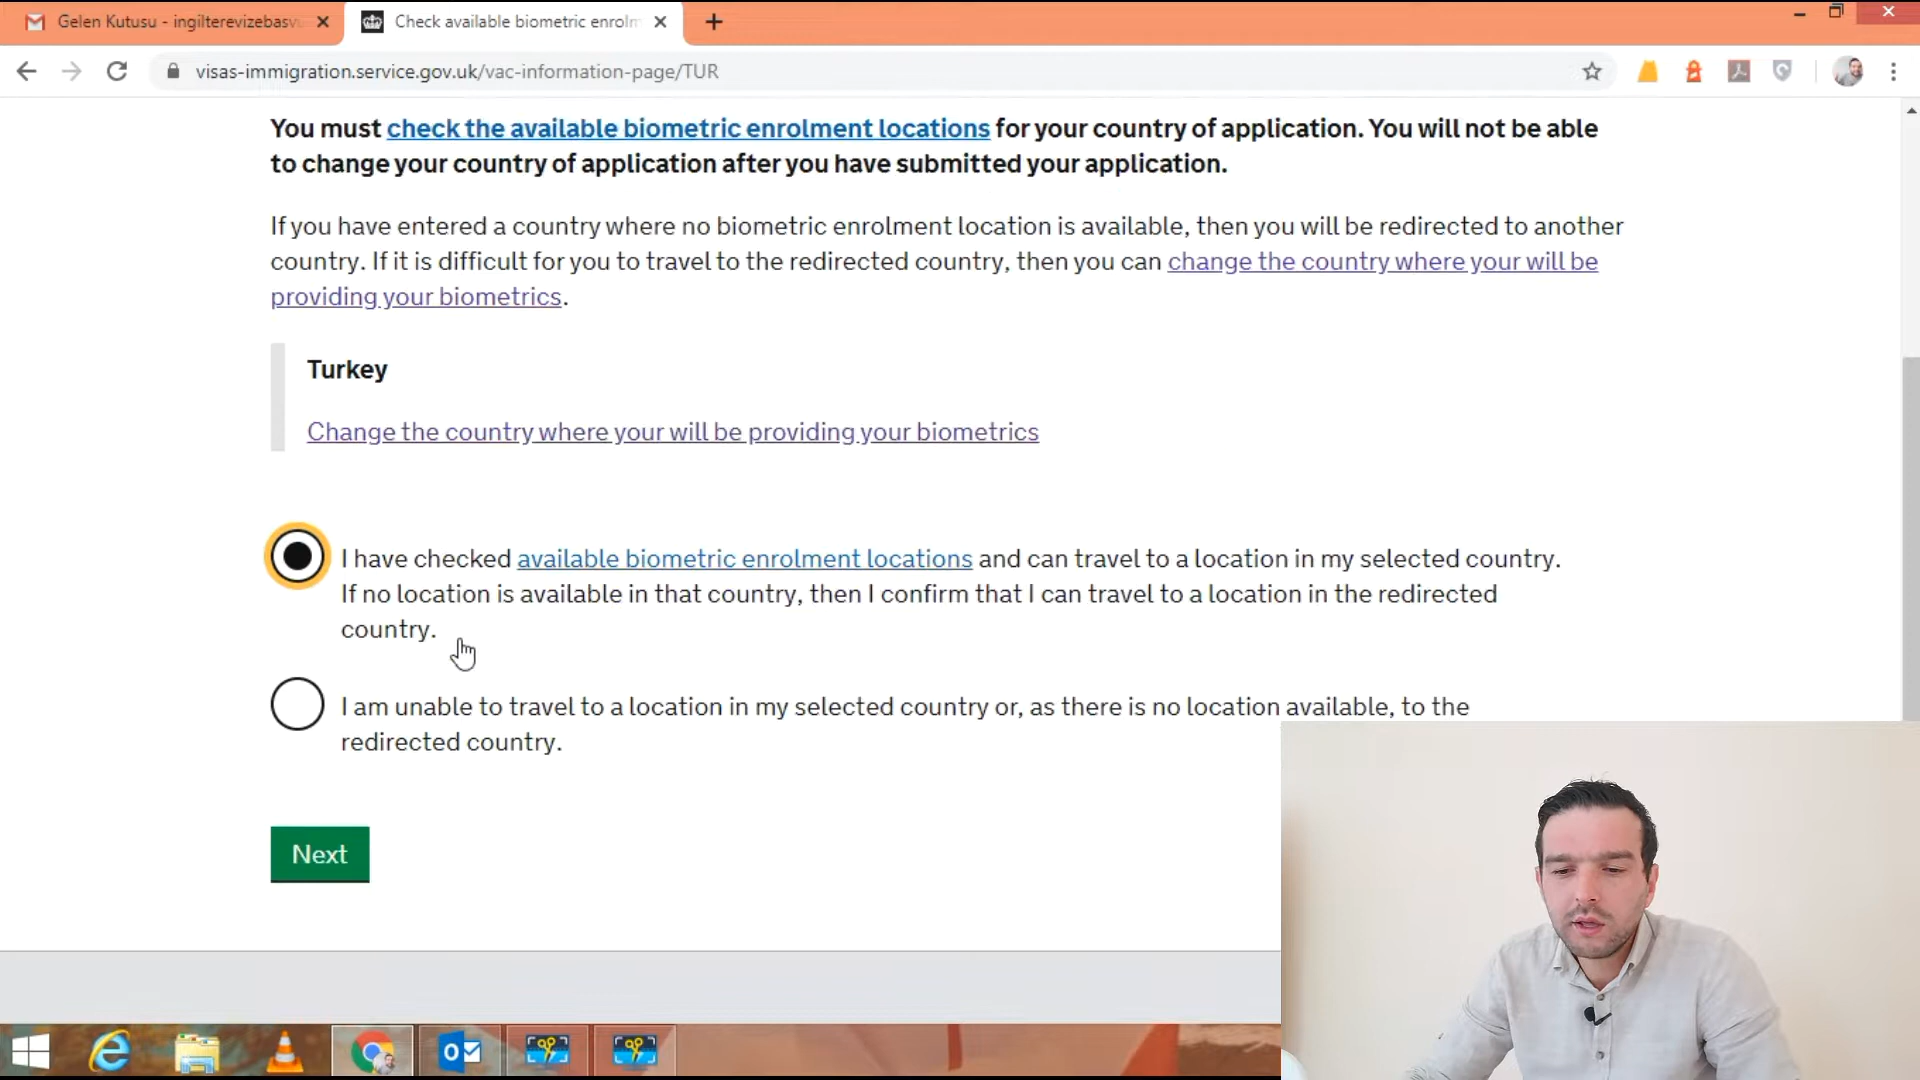 Gelen Kutusu - ingilterevizebasv
Check available biometric enrolm
visas-immigration.service.gov.uk/vac-information-page/TUR
You must check the available biometric enrolment locations for your country of application. You will not be able
to change your country of application after you have submitted your application.
If you have entered a country where no biometric enrolment location is available, then you will be redirected to another
country. If it is difficult for you to travel to the redirected country, then you can change the country where your will be
providing your biometrics.
Turkey
Change the country where your will be providing your biometrics
I have checked available biometric enrolment locations and can travel to a location in my selected country.
If no location is available in that country, then I confirm that I can travel to a location in the redirected
country.
I am unable to travel to a location in my selected country or, as there is no location available, to the
redirected country.
Next